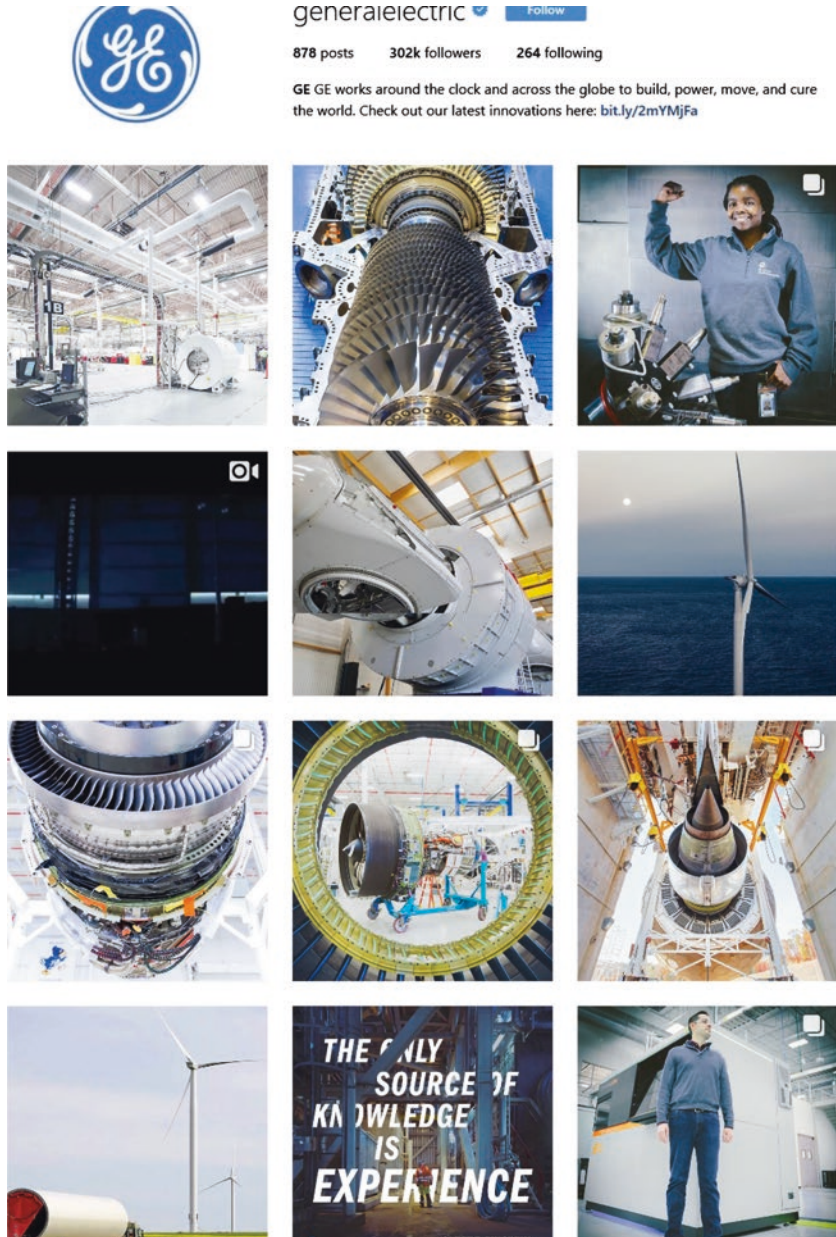 GE
generalelectric
Follow
878 posts 302k followers 264 following
GE GE works around the clock and across the globe to build, power, move, and cure
the world. Check out our latest innovations here: bit.ly/2mYMjFa
1B
THE ONLY
SOURCE OF
KNOWLEDGE
IS
EXPERIENCE